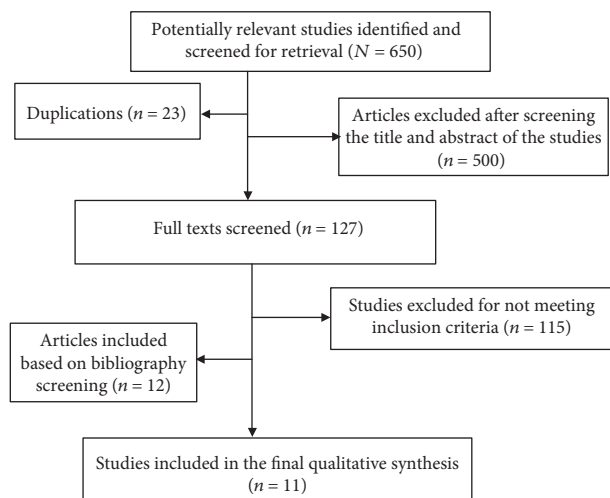 Potentially relevant studies identified and
screened for retrieval (N = 650)
Duplications (n = 23)
Articles excluded after screening
the title and abstract of the studies
(n = 500)
Full texts screened (n = 127)
Studies excluded for not meeting
inclusion criteria (n = 115)
Articles included
based on bibliography
screening (n = 12)
Studies included in the final qualitative synthesis
(n = 11)